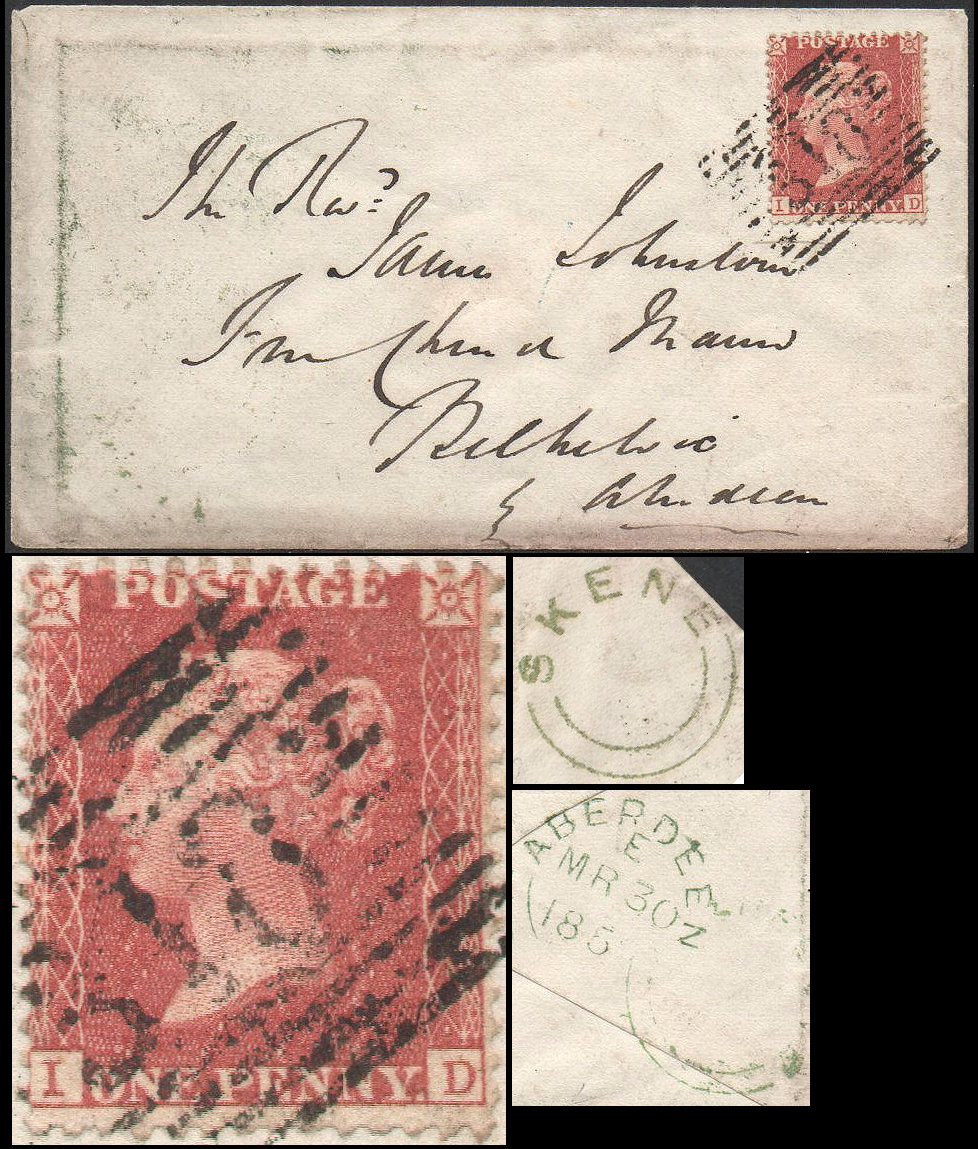 POSTAGE
I ONE PENNY. D
The Revd
James Johnston
Free Church Manse
Belhelvie
by Aberdeen
POSTAGE
I ONE PENNY. D
SKENE
ABERDEEN
E
MR 30
185